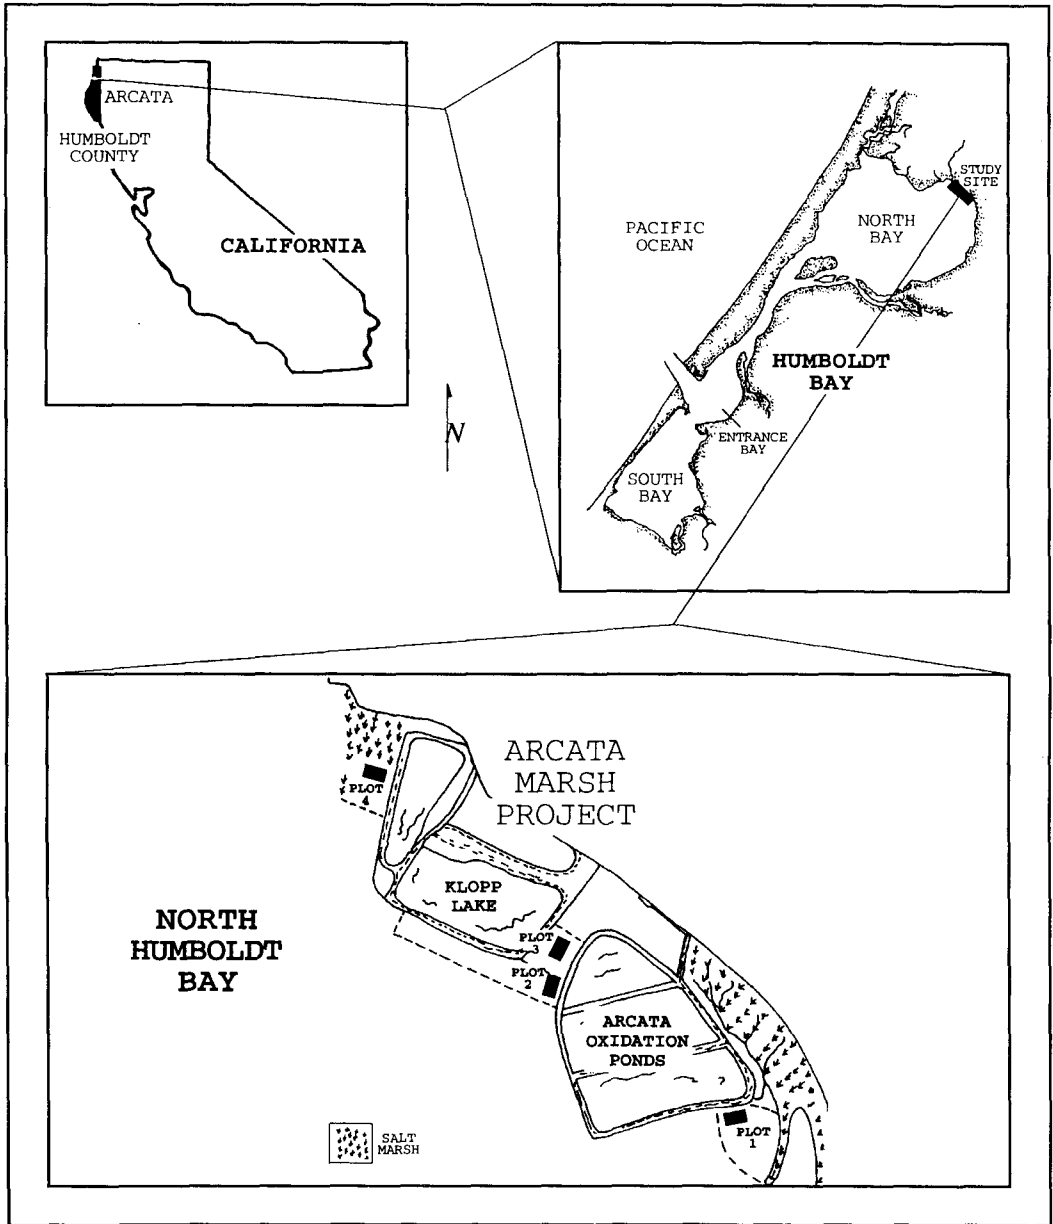 ARCATA
HUMBOLDT
COUNTY
CALIFORNIA
N
PACIFIC
OCEAN
STUDY
SITE
NORTH
BAY
HUMBOLDT
BAY
ENTRANCE
BAY
SOUTH
BAY
ARCATA
MARSH
PROJECT
PLOT
4
KLOPP
LAKE
NORTH
HUMBOLDT
BAY
PLOT
3
PLOT
2
ARCATA
OXIDATION
PONDS
PLOT
1
SALT
MARSH